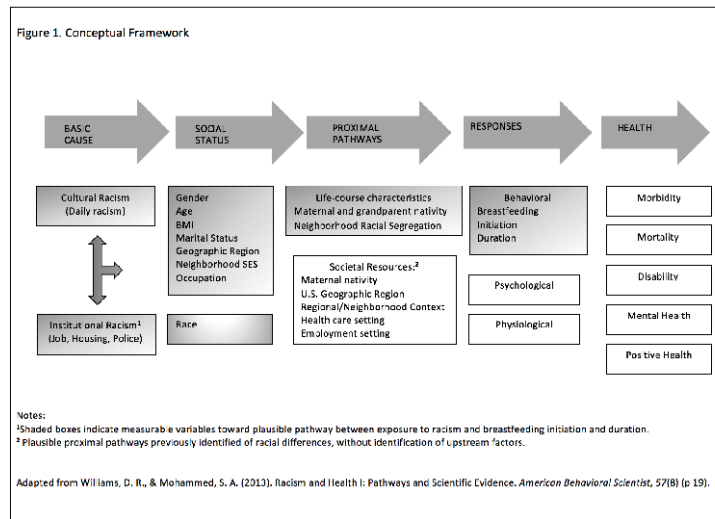 Figure 1. Conceptual Framework
BASIC
CAUSE
SOCIAL
STATUS
PROXIMAL
PATHWAYS
RESPONSES
HEALTH
Cultural Racism
(Daily racism)
Institutional Racism¹
(Job, Housing, Police)
Gender
Age
BMI
Marital Status
Geographic Region
Neighborhood SES
Occupation
Race
Life-course characteristics
Maternal and grandparent nativity
Neighborhood Racial Segregation
Societal Resources:²
Maternal nativity
U.S. Geographic Region
Regional/Neighborhood Context
Health care setting
Employment setting
Behavioral
Breastfeeding
Initiation
Duration
Psychological
Physiological
Morbidity
Mortality
Disability
Mental Health
Positive Health
Notes:
¹Shaded boxes indicate measurable variables toward plausible pathway between exposure to racism and breastfeeding initiation and duration.
² Plausible proximal pathways previously identified of racial differences, without identification of upstream factors.
Adapted from Williams, D. R., & Mohammed, S. A. (2013). Racism and Health I: Pathways and Scientific Evidence. American Behavioral Scientist, 57(8) (p 19).